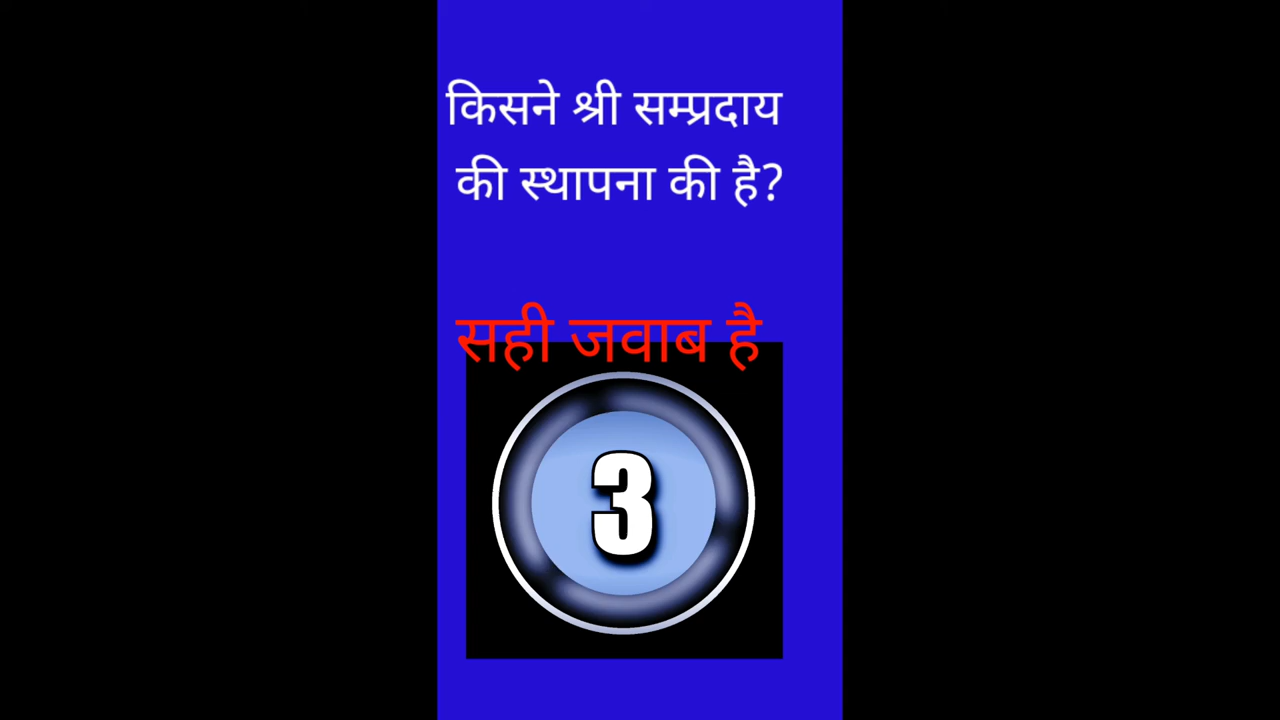 किसने श्री सम्प्रदाय
की स्थापना की है?
सही जवाब है
3